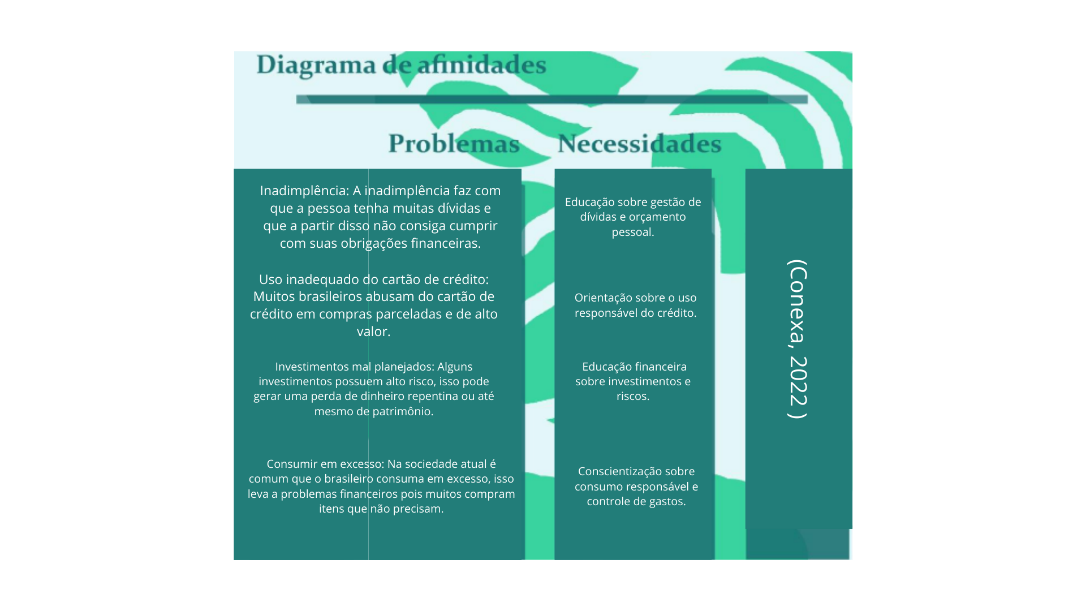 Diagrama de afinidades
Problemas
Necessidades
Inadimplência: A inadimplência faz com
que a pessoa tenha muitas dívidas e
que a partir disso não consiga cumprir
com suas obrigações financeiras.
Uso inadequado do cartão de crédito:
Muitos brasileiros abusam do cartão de
crédito em compras parceladas e de alto
valor.
Investimentos mal planejados: Alguns
investimentos possuem alto risco, isso pode
gerar uma perda de dinheiro repentina ou até
mesmo de patrimônio.
Consumir em excesso: Na sociedade atual é
comum que o brasileiro consuma em excesso, isso
leva a problemas financeiros pois muitos compram
itens que não precisam.
Educação sobre gestão de
dívidas e orçamento
pessoal.
Orientação sobre o uso
responsável do crédito.
Educação financeira
sobre investimentos e
riscos.
Conscientização sobre
consumo responsável e
controle de gastos.
(Conexa, 2022 )